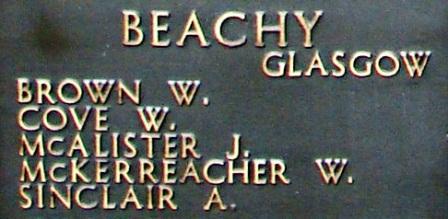 BEACHY
GLASGOW
BROWN W.
COVE W.
McALISTER J.
McKERREACHER W.
SINCLAIR A.